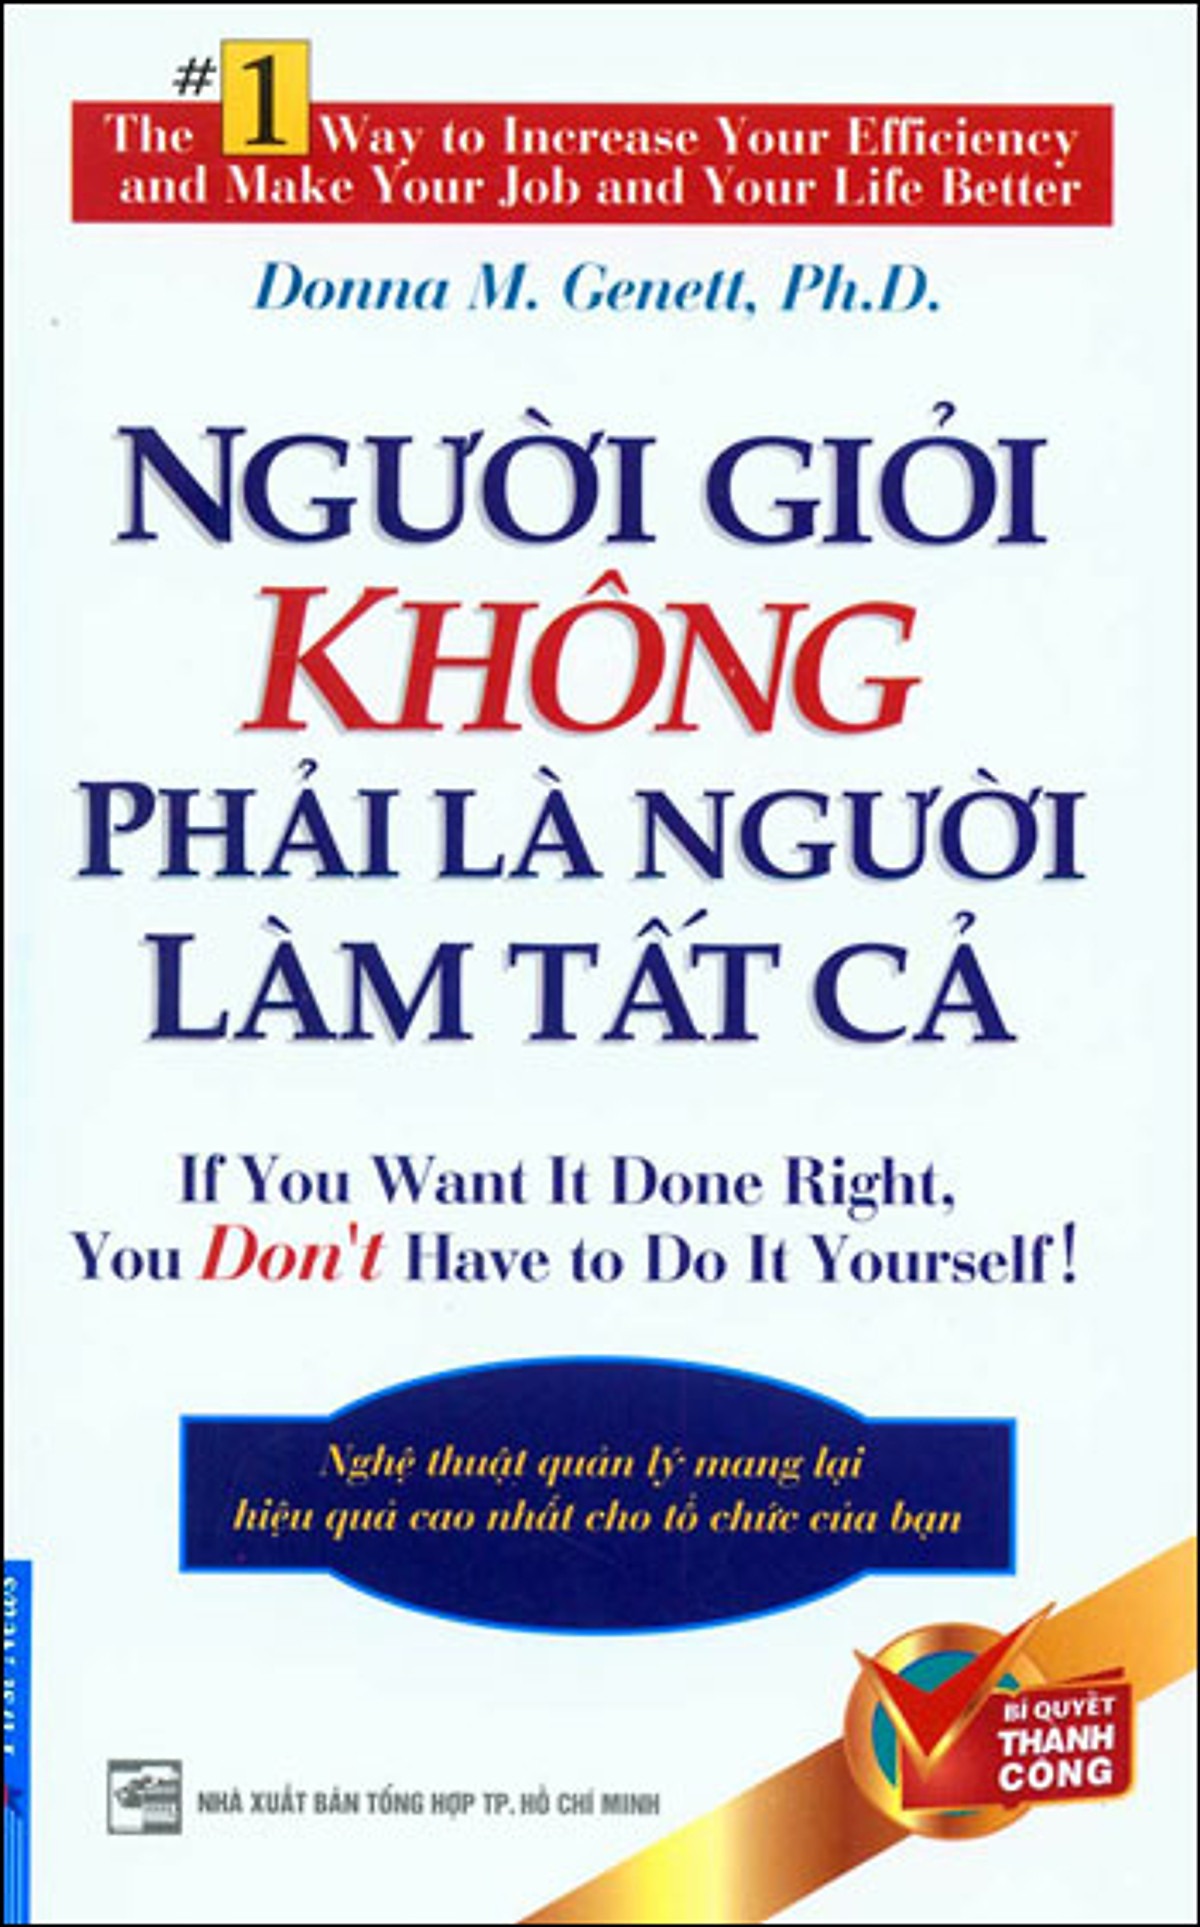 The #1 Way to Increase Your Efficiency
and Make Your Job and Your Life Better
Donna M. Genett, Ph.D.
NGƯỜI GIỎI
KHÔNG
PHẢI LÀ NGƯỜI
LÀM TẤT CẢ
If You Want It Done Right,
You Don't Have to Do It Yourself!
Nghệ thuật quản lý mang lại
hiệu quả cao nhất cho tổ chức của bạn
First News
BÍ QUYẾT
THÀNH
CÔNG
NHÀ XUẤT BẢN TỔNG HỢP TP. HỒ CHÍ MINH